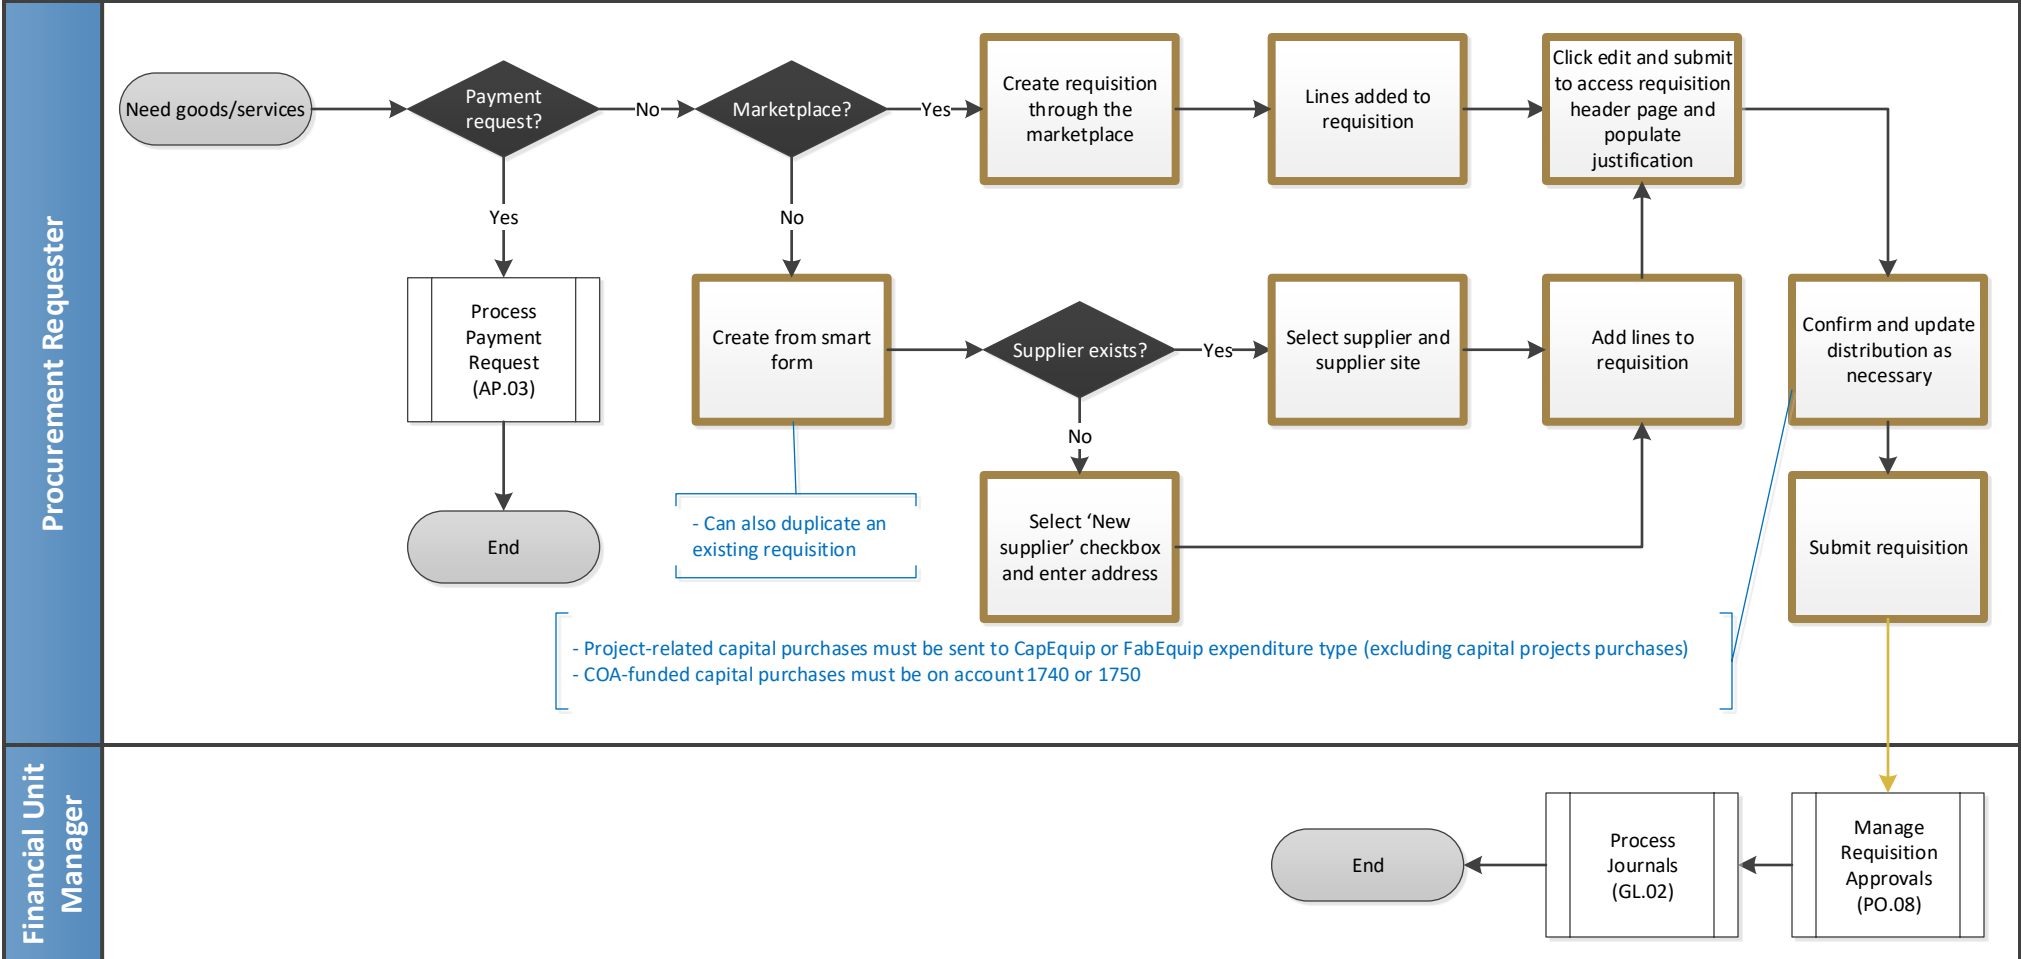 Procurement Requester
Need goods/services
Payment
request?
No
Marketplace?
Yes
Create requisition
through the
marketplace
Lines added to
requisition
Click edit and submit
to access requisition
header page and
populate
justification
Yes
No
Process
Payment
Request
(AP.03)
Create from smart
form
Supplier exists?
Yes
Select supplier and
supplier site
Add lines to
requisition
Confirm and update
distribution as
necessary
No
End
- Can also duplicate an
existing requisition
Select ‘New
supplier’ checkbox
and enter address
Submit requisition
- Project-related capital purchases must be sent to CapEquip or FabEquip expenditure type (excluding capital projects purchases)
- COA-funded capital purchases must be on account 1740 or 1750
Financial Unit
Manager
End
Process
Journals
(GL.02)
Manage
Requisition
Approvals
(PO.08)